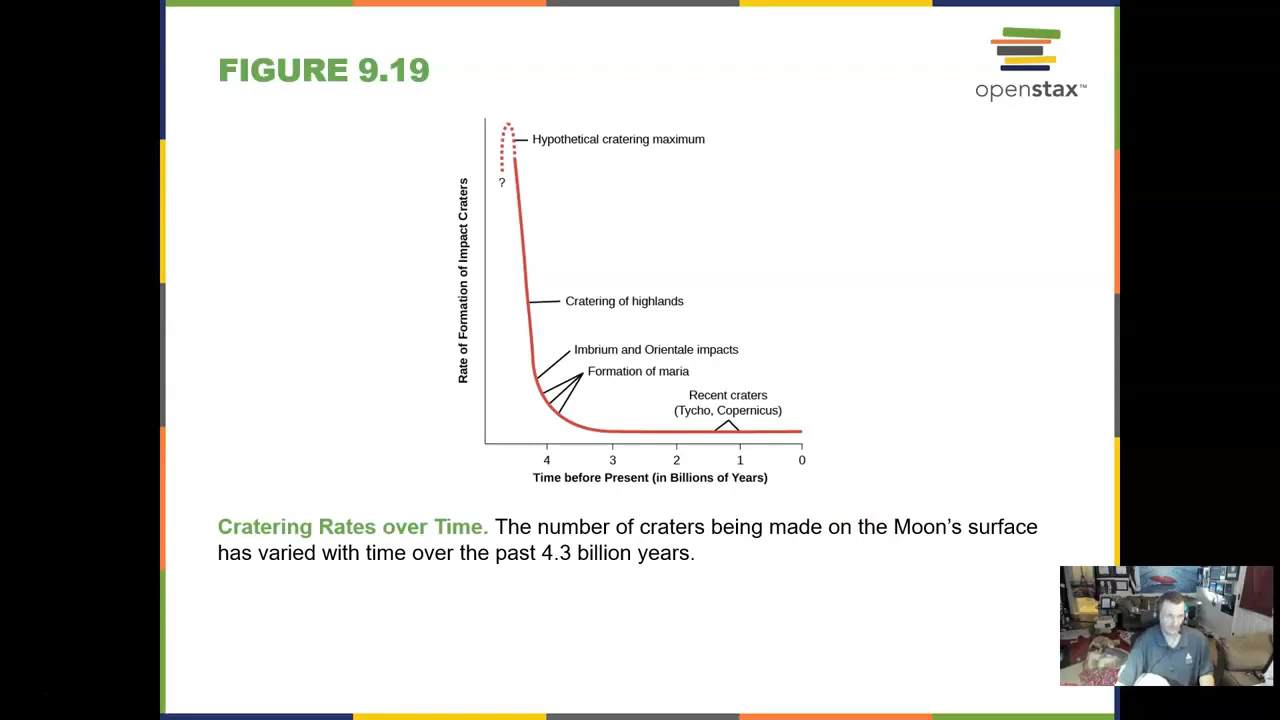 FIGURE 9.19
openstax™
Hypothetical cratering maximum
?
Rate of Formation of Impact Craters
Cratering of highlands
Imbrium and Orientale impacts
Formation of maria
Recent craters
(Tycho, Copernicus)
4 3 2 1 0
Time before Present (in Billions of Years)
Cratering Rates over Time. The number of craters being made on the Moon’s surface
has varied with time over the past 4.3 billion years.